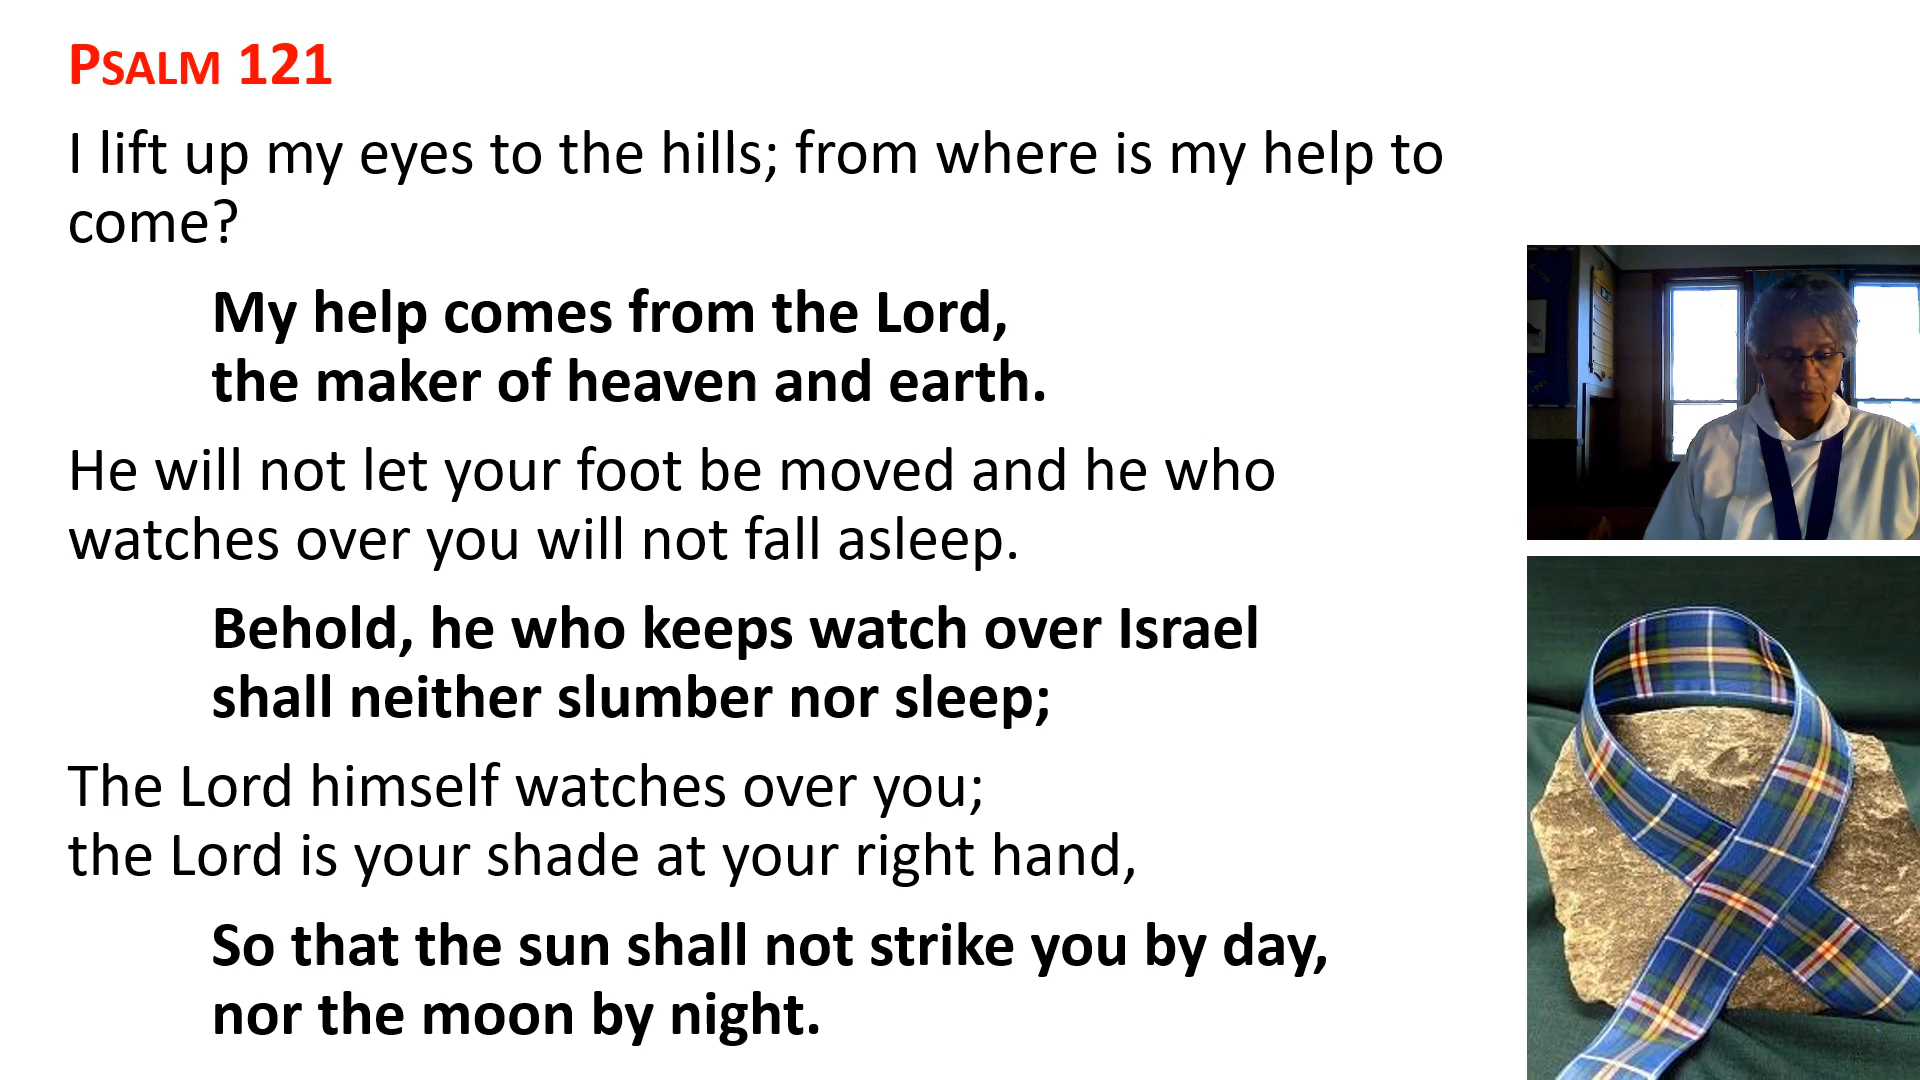 PSALM 121
I lift up my eyes to the hills; from where is my help to
come?
My help comes from the Lord,
the maker of heaven and earth.
He will not let your foot be moved and he who
watches over you will not fall asleep.
Behold, he who keeps watch over Israel
shall neither slumber nor sleep;
The Lord himself watches over you;
the Lord is your shade at your right hand,
So that the sun shall not strike you by day,
nor the moon by night.